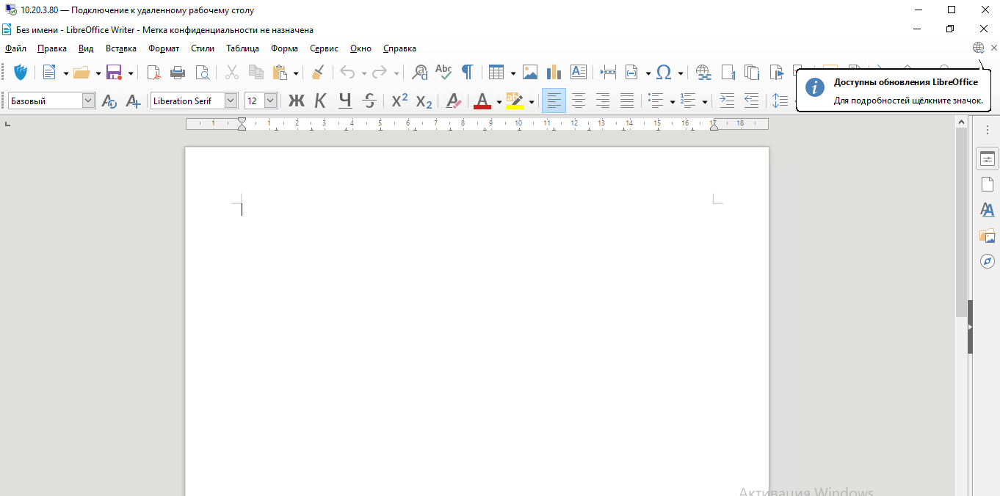 10.20.3.80 — Подключение к удаленному рабочему столу
Без имени - LibreOffice Writer - Метка конфиденциальности не назначена
Файл Правка Вид Вставка Формат Стили Таблица Форма Сервис Окно Справка
Abc
Доступны обновления LibreOffice
Для подробностей щёлкните значок.
Базовый Liberation Serif 12 Ж К Ч S X² X₂ A A ab
1 1 2 3 4 5 6 7 8 9 10 11 12 13 14 15 16 17 18
Активация Windows